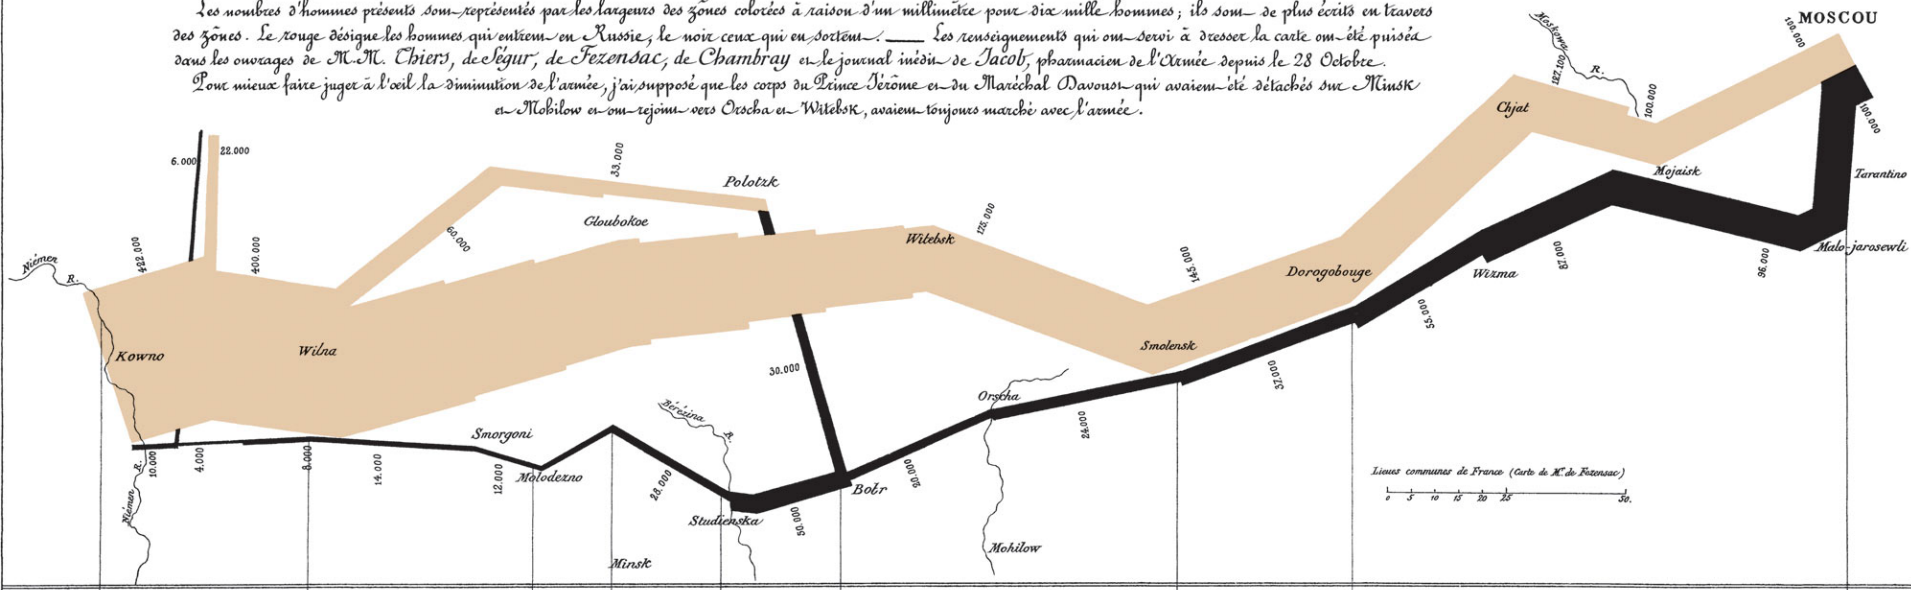 Les nombres d'hommes présents sont représentés par les largeurs des zônes colorées à raison d'un millimètre pour dix mille hommes; ils sont de plus écrits en travers
des zônes. Le rouge désigne les hommes qui entrent en Russie, le noir ceux qui en sortent. — Les renseignements qui ont servi à dresser la carte ont été puisés
dans les ouvrages de M.M. Chiers, de Ségur, de Fezensac, de Chambray et le journal inédit de Jacob, pharmacien de l'Armée depuis le 28 Octobre.
Pour mieux faire juger à l'œil la diminution de l'armée, j'ai supposé que les corps du Prince Jérôme et du Maréchal Davoust qui avaient été détachés sur Minsk
et Mohilow et ont rejoint vers Orscha et Witebsk, avaient toujours marché avec l'armée.
MOSCOU
100.000
Moskowa
R.
127.100
100.000
100.000
Chjat
Mojaisk
Tarantino
Malo-jarosewli
6.000
22.000
33.000
Polotzk
Gloubokoe
60.000
422.000
400.000
Niémen
R.
Witebsk
175.000
145.000
Dorogobouge
Wizma
87.000
96.000
55.000
Kowno
Wilna
Smolensk
37.000
30.000
Orscha
24.000
Bérézina
R.
Smorgoni
Molodezno
10.000
4.000
8.000
14.000
12.000
28.000
20.000
Botr
Studienska
50.000
R.
Niémen
Minsk
Mohilow
Lieues communes de France (Carte de Mr. de Fezensac)
0 5 10 15 20 25 50.